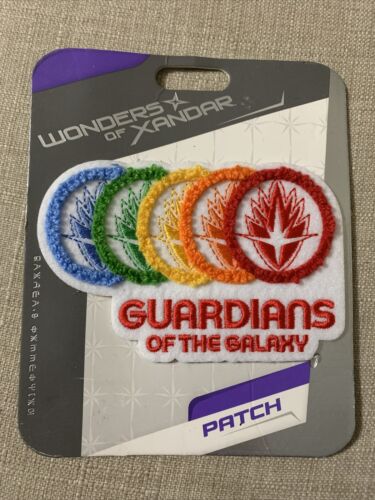 WONDERS
OF XANDAR
GUARDIANS
OF THE GALAXY
PATCH